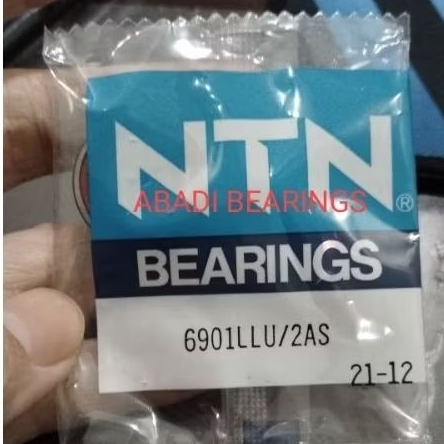 NTN
ABADI BEARINGS
®
BEARINGS
6901LLU/2AS
21-12